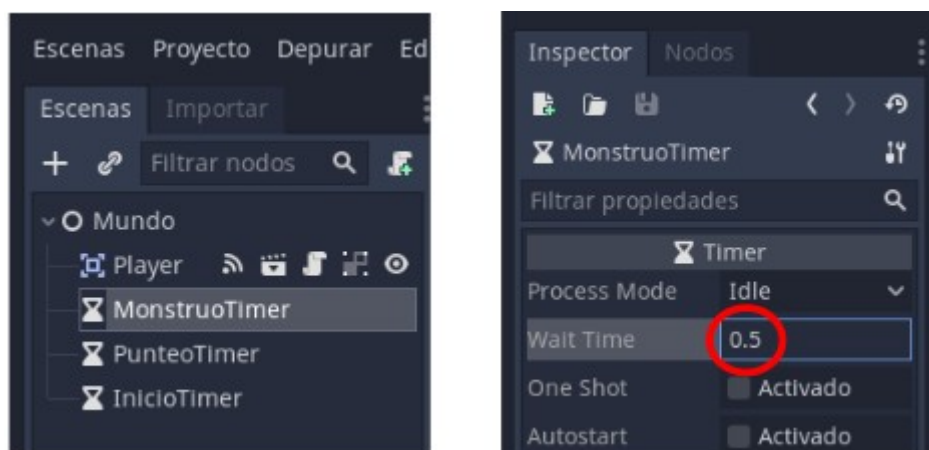 Escenas Proyecto Depurar Ed
Escenas Importar
Filtrar nodos
Mundo
Player
MonstruoTimer
PunteoTimer
InicioTimer
Inspector Nodos
MonstruoTimer
Filtrar propiedades
Timer
Process Mode Idle
Wait Time 0.5
One Shot Activado
Autostart Activado